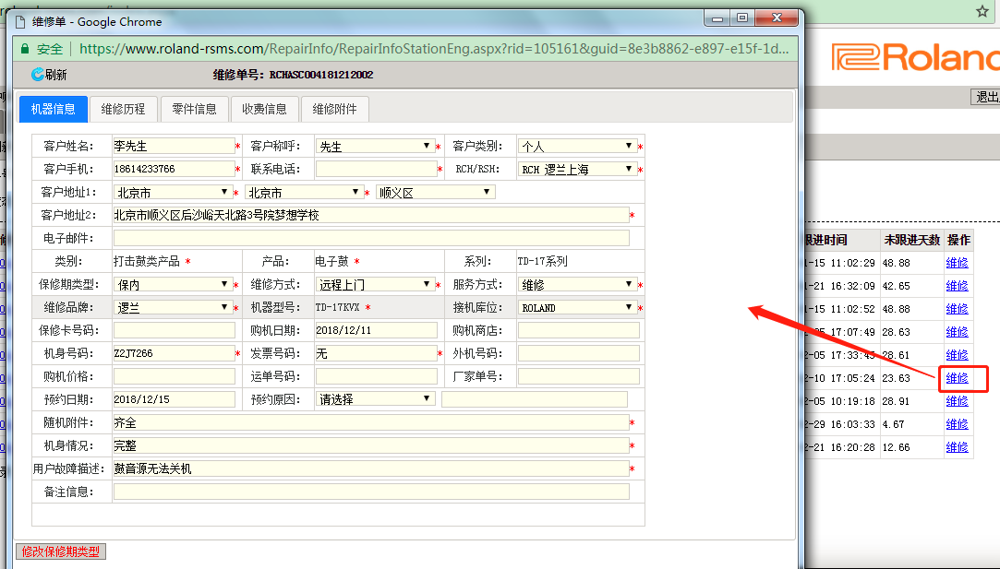 维修单 - Google Chrome
安全 https://www.roland-rsms.com/RepairInfo/RepairInfoStationEng.aspx?rid=105161&guid=8e3b8862-e897-e15f-1d...
刷新 维修单号: RCHASC004181212002
机器信息 维修历程 零件信息 收费信息 维修附件
客户姓名: 李先生 * 客户称呼: 先生 * 客户类别: 个人 *
客户手机: 18614233766 * 联系电话: * RCH/RSH: RCH 逻兰上海 *
客户地址1: 北京市 * 北京市 * 顺义区
客户地址2: 北京市顺义区后沙峪天北路3号院梦想学校 *
电子邮件:
类别: 打击鼓类产品 * 产品: 电子鼓 * 系列: TD-17系列
保修期类型: 保内 * 维修方式: 远程上门 * 服务方式: 维修 *
维修品牌: 逻兰 * 机器型号: TD-17KVX * 接机库位: ROLAND *
保修卡号码: 购机日期: 2018/12/11 购机商店:
机身号码: Z2J7266 * 发票号码: 无 * 外机号码:
购机价格: 运单号码: 厂家单号:
预约日期: 2018/12/15 预约原因: 请选择
随机附件: 齐全 *
机身情况: 完整 *
用户故障描述: 鼓音源无法关机 *
备注信息:
修改保修期类型
Roland
退出
跟进时间 未跟进天数 操作
1-15 11:02:29 48.88 维修
1-21 16:32:09 42.65 维修
1-15 11:02:52 48.88 维修
2-05 17:07:49 28.63 维修
2-05 17:33:45 28.61 维修
2-10 17:05:24 23.63 维修
2-05 10:19:18 28.91 维修
2-29 16:03:33 4.67 维修
2-21 16:20:28 12.66 维修